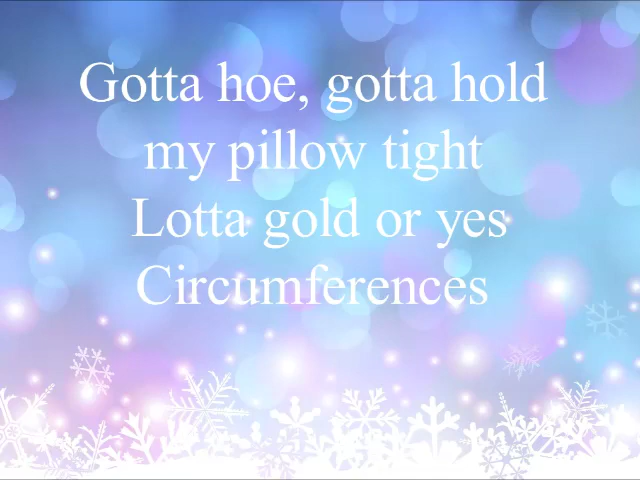 Gotta hoe, gotta hold
my pillow tight
Lotta gold or yes
Circumferences